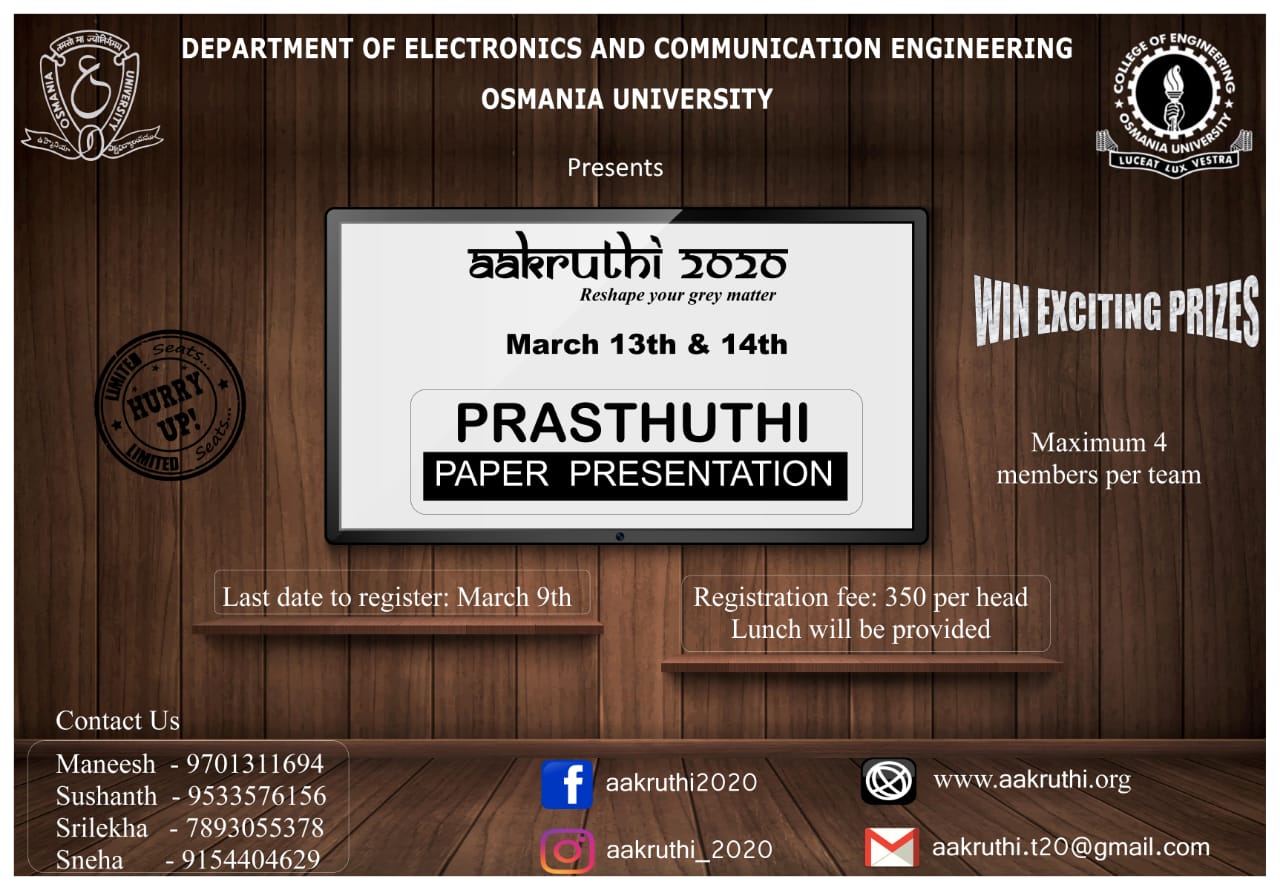 DEPARTMENT OF ELECTRONICS AND COMMUNICATION ENGINEERING
OSMANIA UNIVERSITY
Presents
तमसो मा ज्योतिर्गमय
OSMANIA UNIVERSITY
COLLEGE OF ENGINEERING
OSMANIA UNIVERSITY
LUCEAT LUX VESTRA
aakruthi 2020
Reshape your grey matter
March 13th & 14th
PRASTHUTHI
PAPER PRESENTATION
LIMITED Seats...
HURRY
UP!
LIMITED Seats...
WIN EXCITING PRIZES
Maximum 4
members per team
Last date to register: March 9th
Registration fee: 350 per head
Lunch will be provided
Contact Us
Maneesh - 9701311694
Sushanth - 9533576156
Srilekha - 7893055378
Sneha - 9154404629
aakruthi2020
aakruthi_2020
www.aakruthi.org
aakruthi.t20@gmail.com